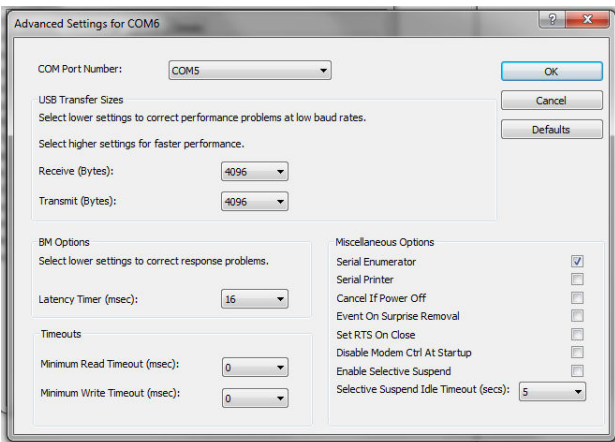 Advanced Settings for COM6
COM Port Number: COM5
OK
USB Transfer Sizes
Cancel
Select lower settings to correct performance problems at low baud rates.
Defaults
Select higher settings for faster performance.
Receive (Bytes): 4096
Transmit (Bytes): 4096
BM Options
Select lower settings to correct response problems.
Latency Timer (msec): 16
Timeouts
Minimum Read Timeout (msec): 0
Minimum Write Timeout (msec): 0
Miscellaneous Options
Serial Enumerator
Serial Printer
Cancel If Power Off
Event On Surprise Removal
Set RTS On Close
Disable Modem Ctrl At Startup
Enable Selective Suspend
Selective Suspend Idle Timeout (secs): 5